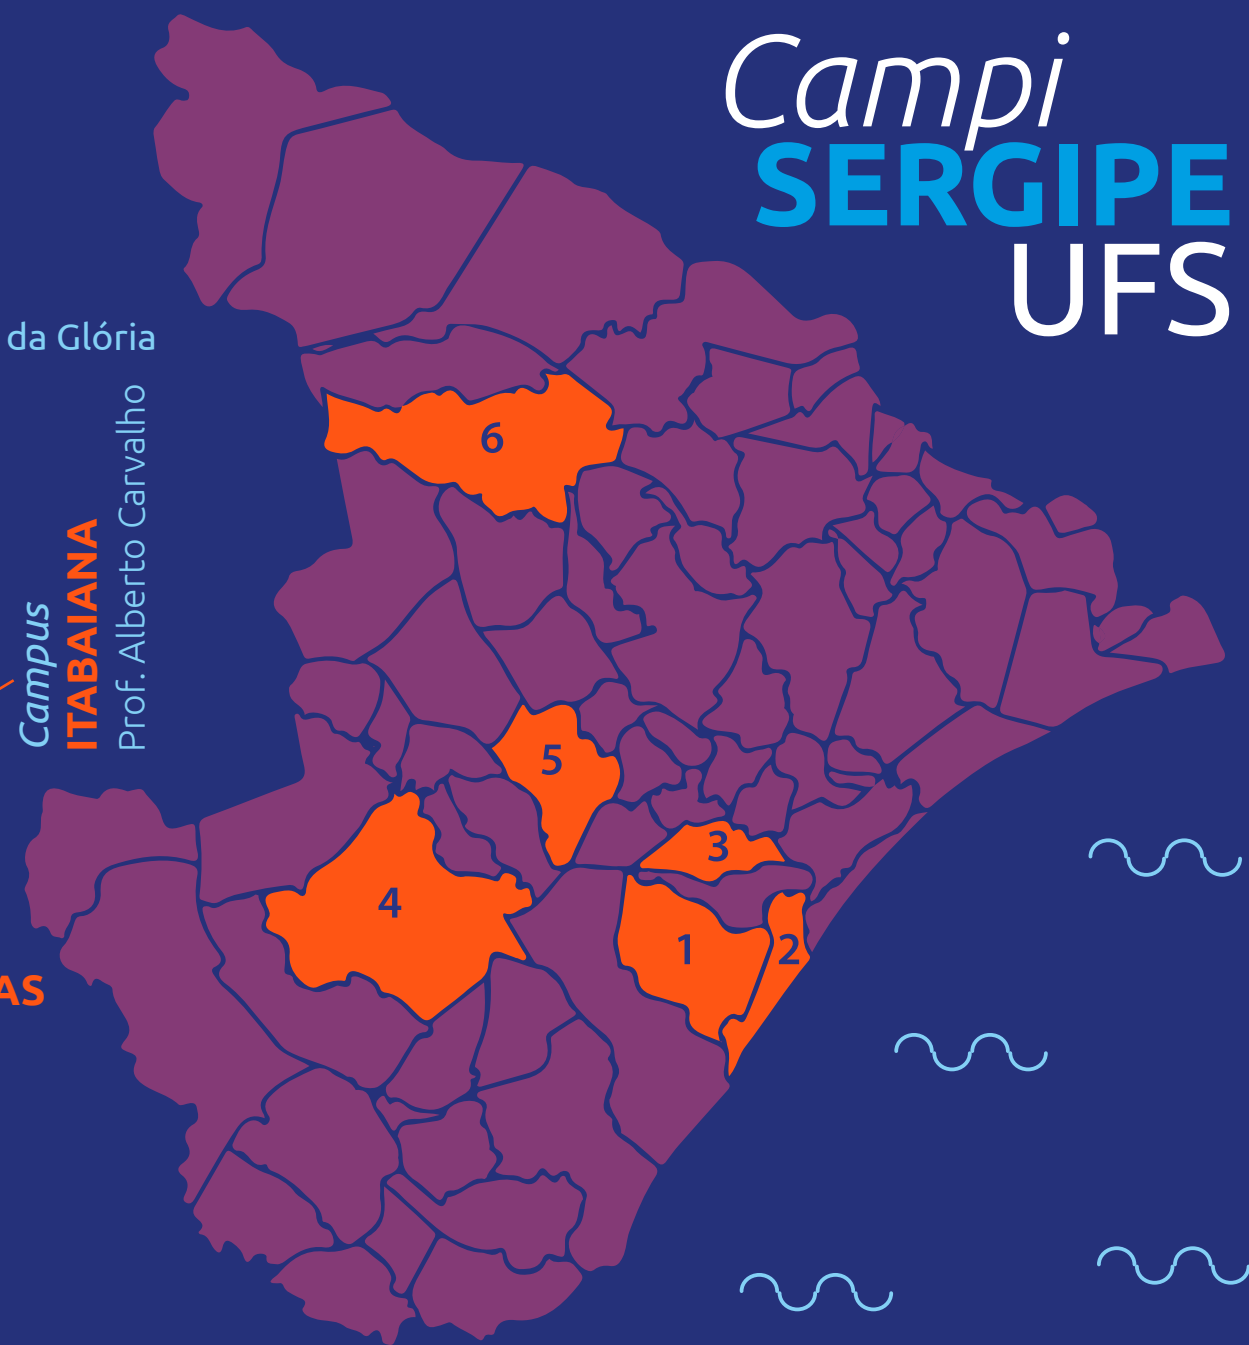 Campi
SERGIPE
UFS
da Glória
Campus
ITABAIANA
Prof. Alberto Carvalho
AS
6
5
3
4
1
2